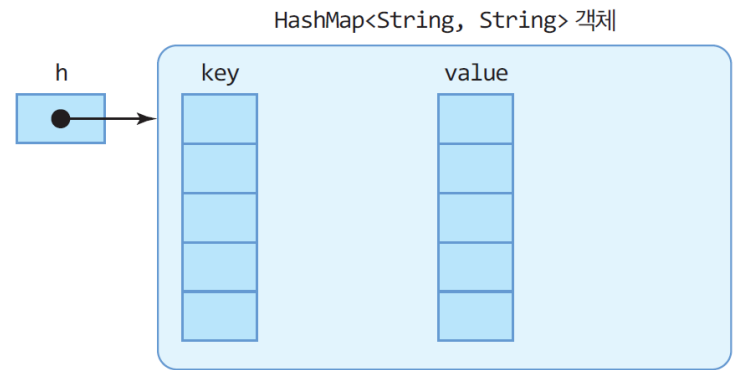 HashMap<String, String> 객체
h
key
value